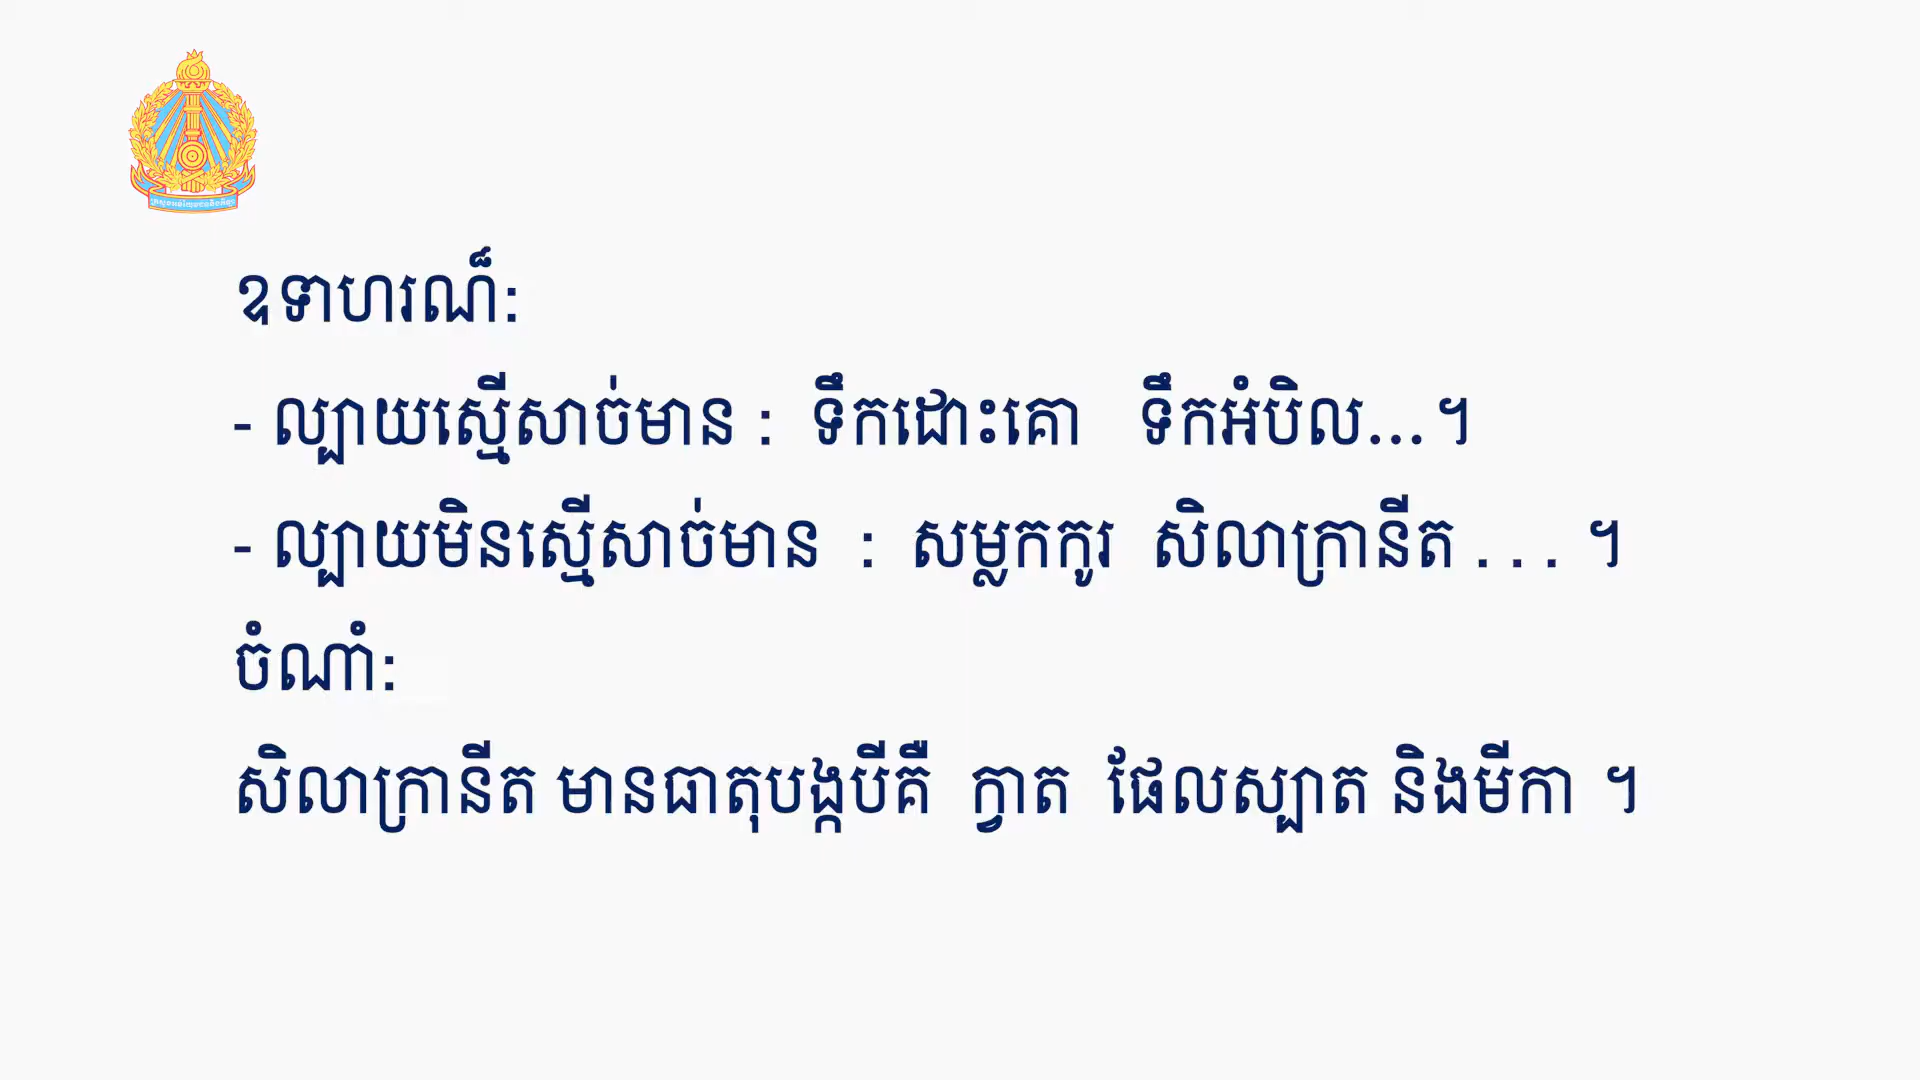 ឧទាហរណ៏:
- ល្បាយស្មើសាច់មាន : ទឹកដោះគោ ទឹកអំបិល...។
- ល្បាយមិនស្មើសាច់មាន : សម្លកកូរ សិលាក្រានីត . . . ។
ចំណាំ:
សិលាក្រានីត មានធាតុបង្កបីគឺ ក្វាត ផែលស្បាត និងមីកា ។